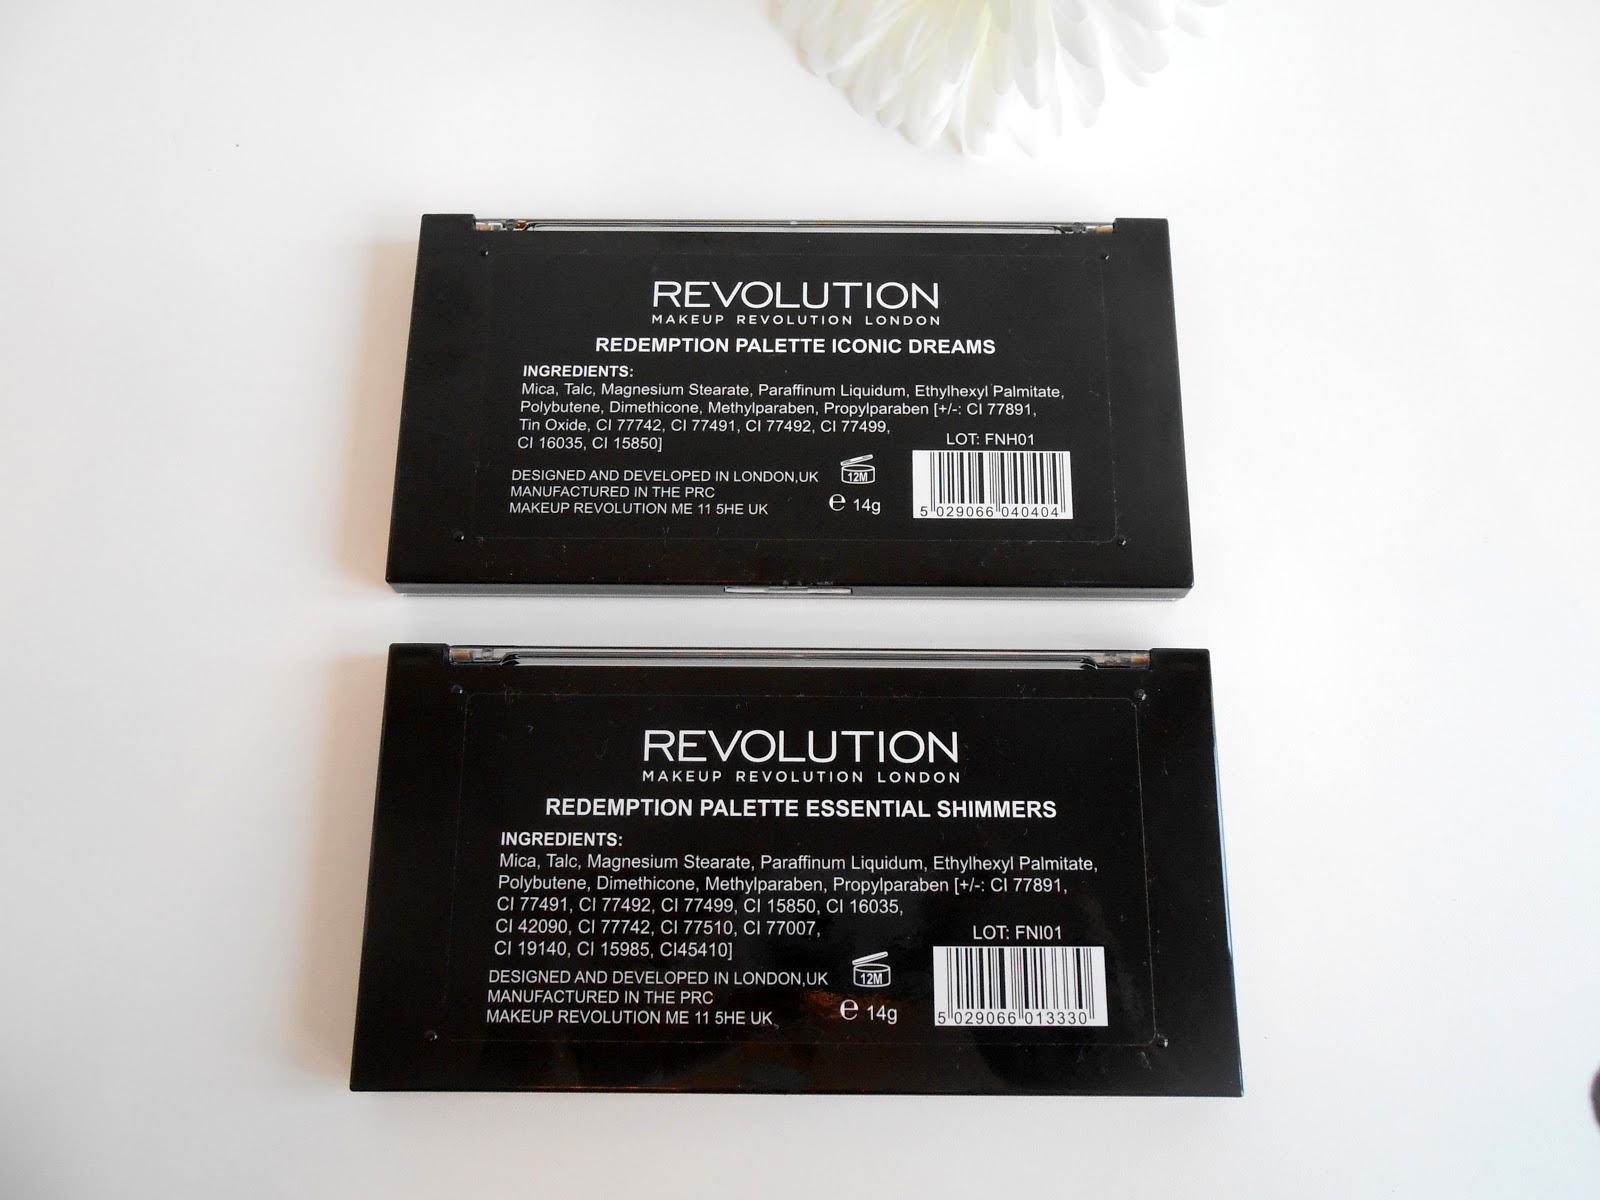 REVOLUTION
MAKEUP REVOLUTION LONDON
REDEMPTION PALETTE ICONIC DREAMS
INGREDIENTS:
Mica, Talc, Magnesium Stearate, Paraffinum Liquidum, Ethylhexyl Palmitate,
Polybutene, Dimethicone, Methylparaben, Propylparaben [+/-: CI 77891,
Tin Oxide, CI 77742, CI 77491, CI 77492, CI 77499,
CI 16035, CI 15850]
LOT: FNH01
DESIGNED AND DEVELOPED IN LONDON,UK
MANUFACTURED IN THE PRC
MAKEUP REVOLUTION ME 11 5HE UK
12M
e 14g
5 029066 040404
REVOLUTION
MAKEUP REVOLUTION LONDON
REDEMPTION PALETTE ESSENTIAL SHIMMERS
INGREDIENTS:
Mica, Talc, Magnesium Stearate, Paraffinum Liquidum, Ethylhexyl Palmitate,
Polybutene, Dimethicone, Methylparaben, Propylparaben [+/-: CI 77891,
CI 77491, CI 77492, CI 77499, CI 15850, CI 16035,
CI 42090, CI 77742, CI 77510, CI 77007,
CI 19140, CI 15985, CI45410]
LOT: FNI01
DESIGNED AND DEVELOPED IN LONDON,UK
MANUFACTURED IN THE PRC
MAKEUP REVOLUTION ME 11 5HE UK
12M
e 14g
5 029066 013330